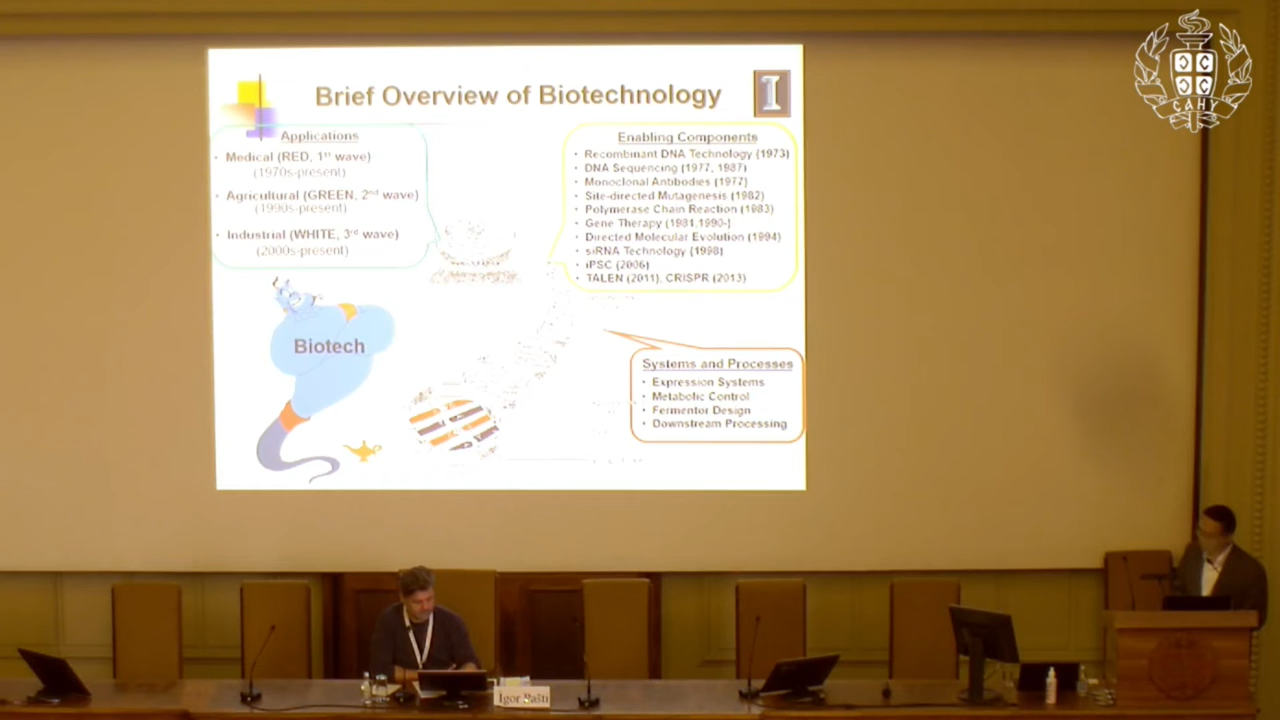 Brief Overview of Biotechnology
I
Applications
• Medical (RED, 1st wave)
(1970s-present)
• Agricultural (GREEN, 2nd wave)
(1990s-present)
• Industrial (WHITE, 3rd wave)
(2000s-present)
Enabling Components
• Recombinant DNA Technology (1973)
• DNA Sequencing (1977, 1987)
• Monoclonal Antibodies (1977)
• Site-directed Mutagenesis (1982)
• Polymerase Chain Reaction (1983)
• Gene Therapy (1981,1990-)
• Directed Molecular Evolution (1994)
• siRNA Technology (1998)
• iPSC (2006)
• TALEN (2011), CRISPR (2013)
Biotech
Systems and Processes
• Expression Systems
• Metabolic Control
• Fermentor Design
• Downstream Processing
САНУ
Igor Pašti